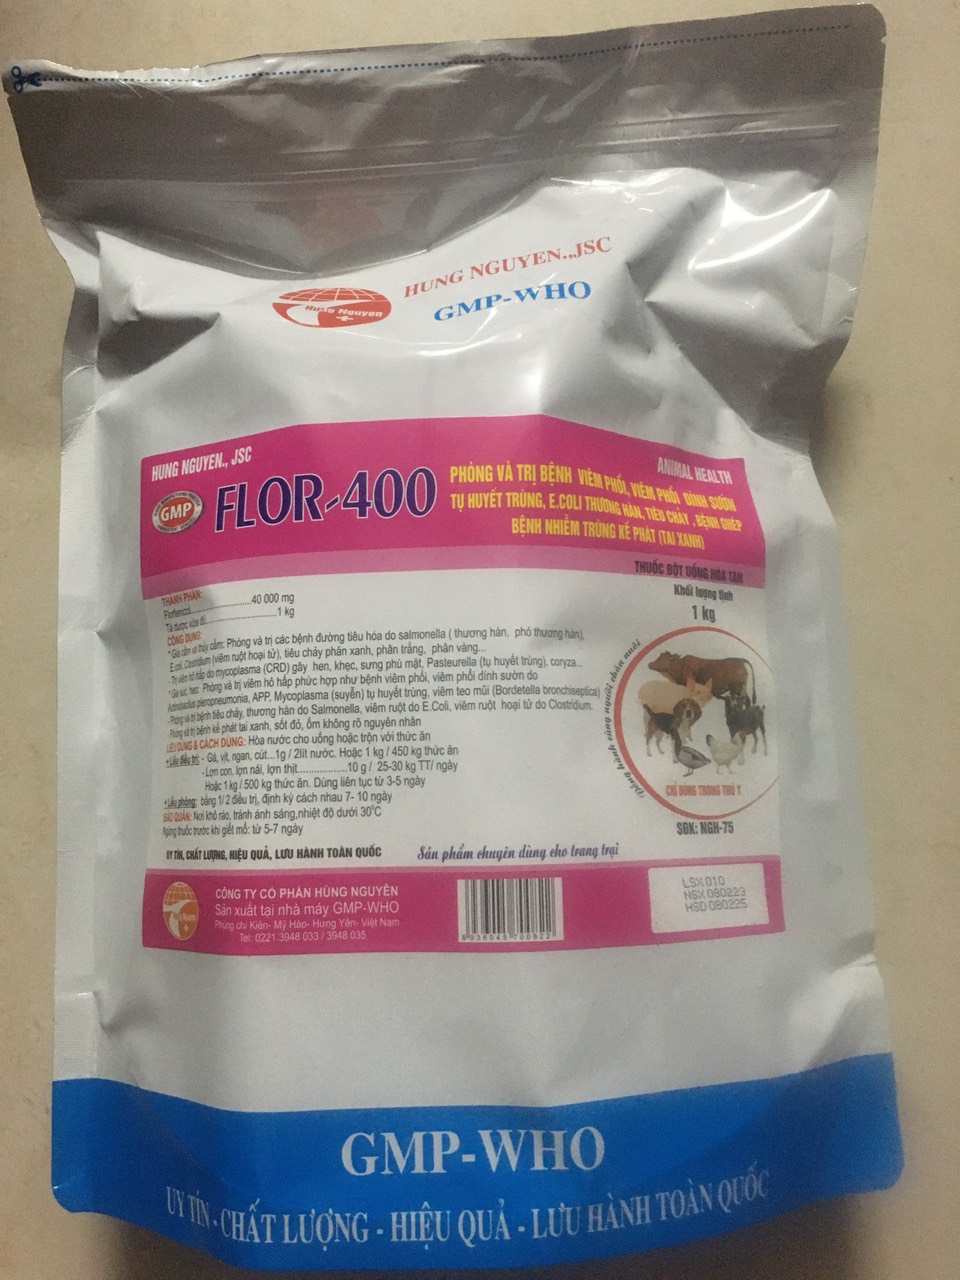 HUNG NGUYEN.,JSC
Hung Nguyen
GMP-WHO
HUNG NGUYEN., JSC
ANIMAL HEALTH
GMP
FLOR-400
PHÒNG VÀ TRỊ BỆNH VIÊM PHỔI, VIÊM PHỔI DÍNH SƯỜN
TỤ HUYẾT TRÙNG, E.COLI THƯƠNG HÀN, TIÊU CHẢY . BỆNH GHÉP
BỆNH NHIỄM TRÙNG KẾ PHÁT (TAI XANH)
THUỐC BỘT UỐNG HÒA TAN
Khối lượng tịnh
1 kg
THÀNH PHẦN:
Florfenicol..............................40 000 mg
Tá dược vừa đủ..................................1 kg
CÔNG DỤNG:
* Gia cầm và thủy cầm: Phòng và trị các bệnh đường tiêu hóa do salmonella ( thương hàn, phó thương hàn),
E.coli, Clostridium (viêm ruột hoại tử), tiêu chảy phân xanh, phân trắng, phân vàng...
- Trị viêm hô hấp do mycoplasma (CRD) gây hen, khẹc, sưng phù mặt, Pasteurella (tụ huyết trùng), coryza...
* Gia súc, heo: Phòng và trị viêm hô hấp phức hợp như bệnh viêm phổi, viêm phổi dính sườn do
Actinobacilus pleropneumonia, APP, Mycoplasma (suyễn) tụ huyết trùng, viêm teo mũi (Bordetella bronchiseptica)
- Phòng và trị bệnh tiêu chảy, thương hàn do Salmonella, viêm ruột do E.Coli, viêm ruột hoại tử do Clostridium.
- Phòng và trị bệnh kế phát tai xanh, sốt đỏ, ốm không rõ nguyên nhân
LIỀU DÙNG & CÁCH DÙNG: Hòa nước cho uống hoặc trộn với thức ăn
+ Liều điều trị: - Gà, vịt, ngan, cút...1g / 2lít nước. Hoặc 1 kg / 450 kg thức ăn
- Lợn con, lợn nái, lợn thịt..................10 g / 25-30 kg TT/ ngày
Hoặc 1 kg / 500 kg thức ăn. Dùng liên tục từ 3-5 ngày
+ Liều phòng: bằng 1/ 2 điều trị, định kỳ cách nhau 7- 10 ngày
BẢO QUẢN: Nơi khô ráo, tránh ánh sáng,nhiệt độ dưới 30°C
Ngừng thuốc trước khi giết mổ: từ 5-7 ngày
Đồng hành cùng người chăn nuôi
CHỈ DÙNG TRONG THÚ Y
SĐK: NGH-75
UY TÍN, CHẤT LƯỢNG, HIỆU QUẢ, LƯU HÀNH TOÀN QUỐC
Sản phẩm chuyên dùng cho trang trại
CÔNG TY CỔ PHẦN HÙNG NGUYÊN
Sản xuất tại nhà máy GMP-WHO
Phùng chí Kiên- Mỹ Hào- Hưng Yên- Việt Nam
Tel: 0221.3948 033 / 3948 035
8 936045 700822
LSX 010
NSX 080223
HSD 080225
GMP-WHO
UY TÍN - CHẤT LƯỢNG - HIỆU QUẢ - LƯU HÀNH TOÀN QUỐC